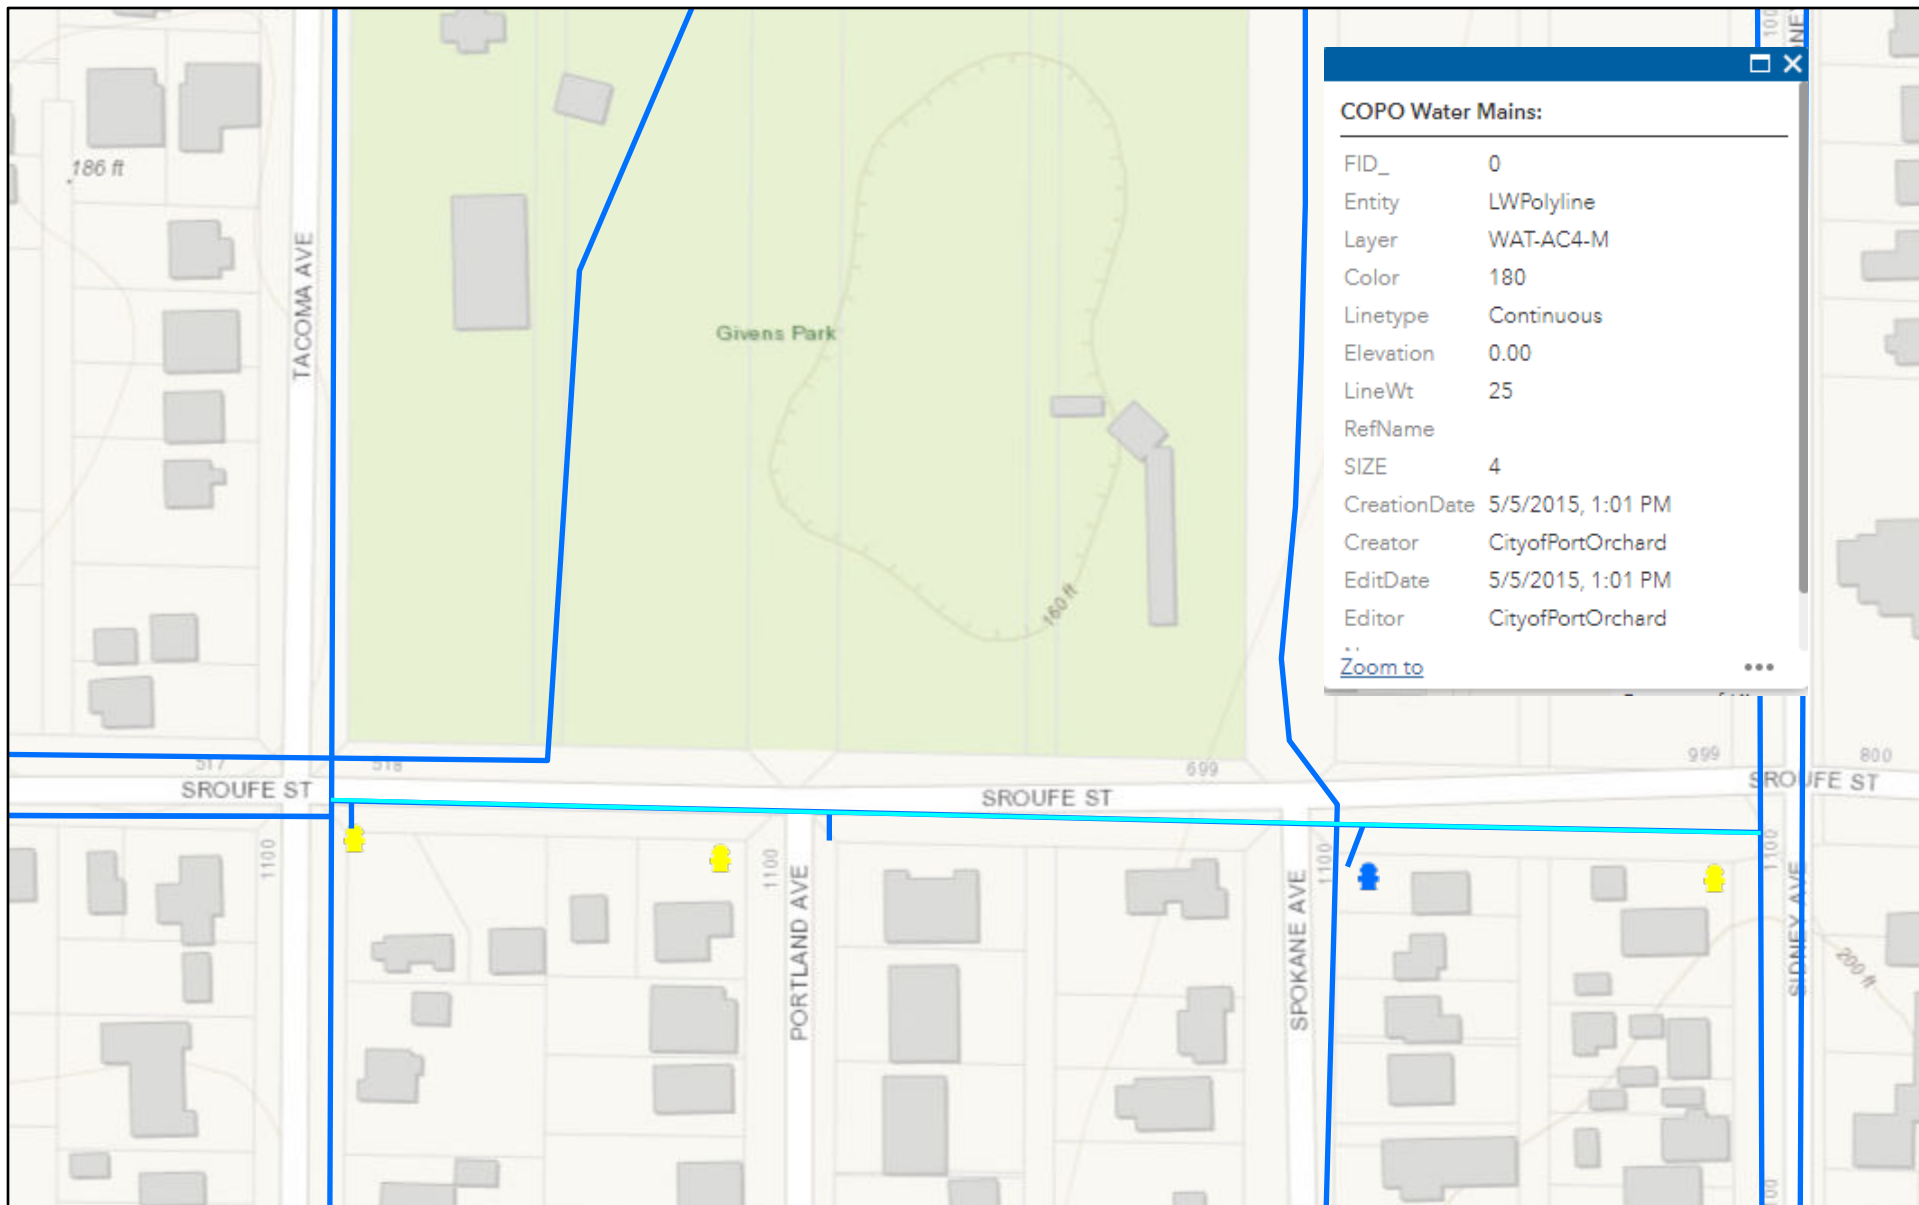 COPO Water Mains:
FID_ 0
Entity LWPolyline
Layer WAT-AC4-M
Color 180
Linetype Continuous
Elevation 0.00
LineWt 25
RefName
SIZE 4
CreationDate 5/5/2015, 1:01 PM
Creator CityofPortOrchard
EditDate 5/5/2015, 1:01 PM
Editor CityofPortOrchard
Zoom to
186 ft
TACOMA AVE
Givens Park
160 ft
517
518
699
999
800
SROUFE ST
SROUFE ST
SROUFE ST
1100
1100
1100
1100
PORTLAND AVE
SPOKANE AVE
SIDNEY AVE
200 ft